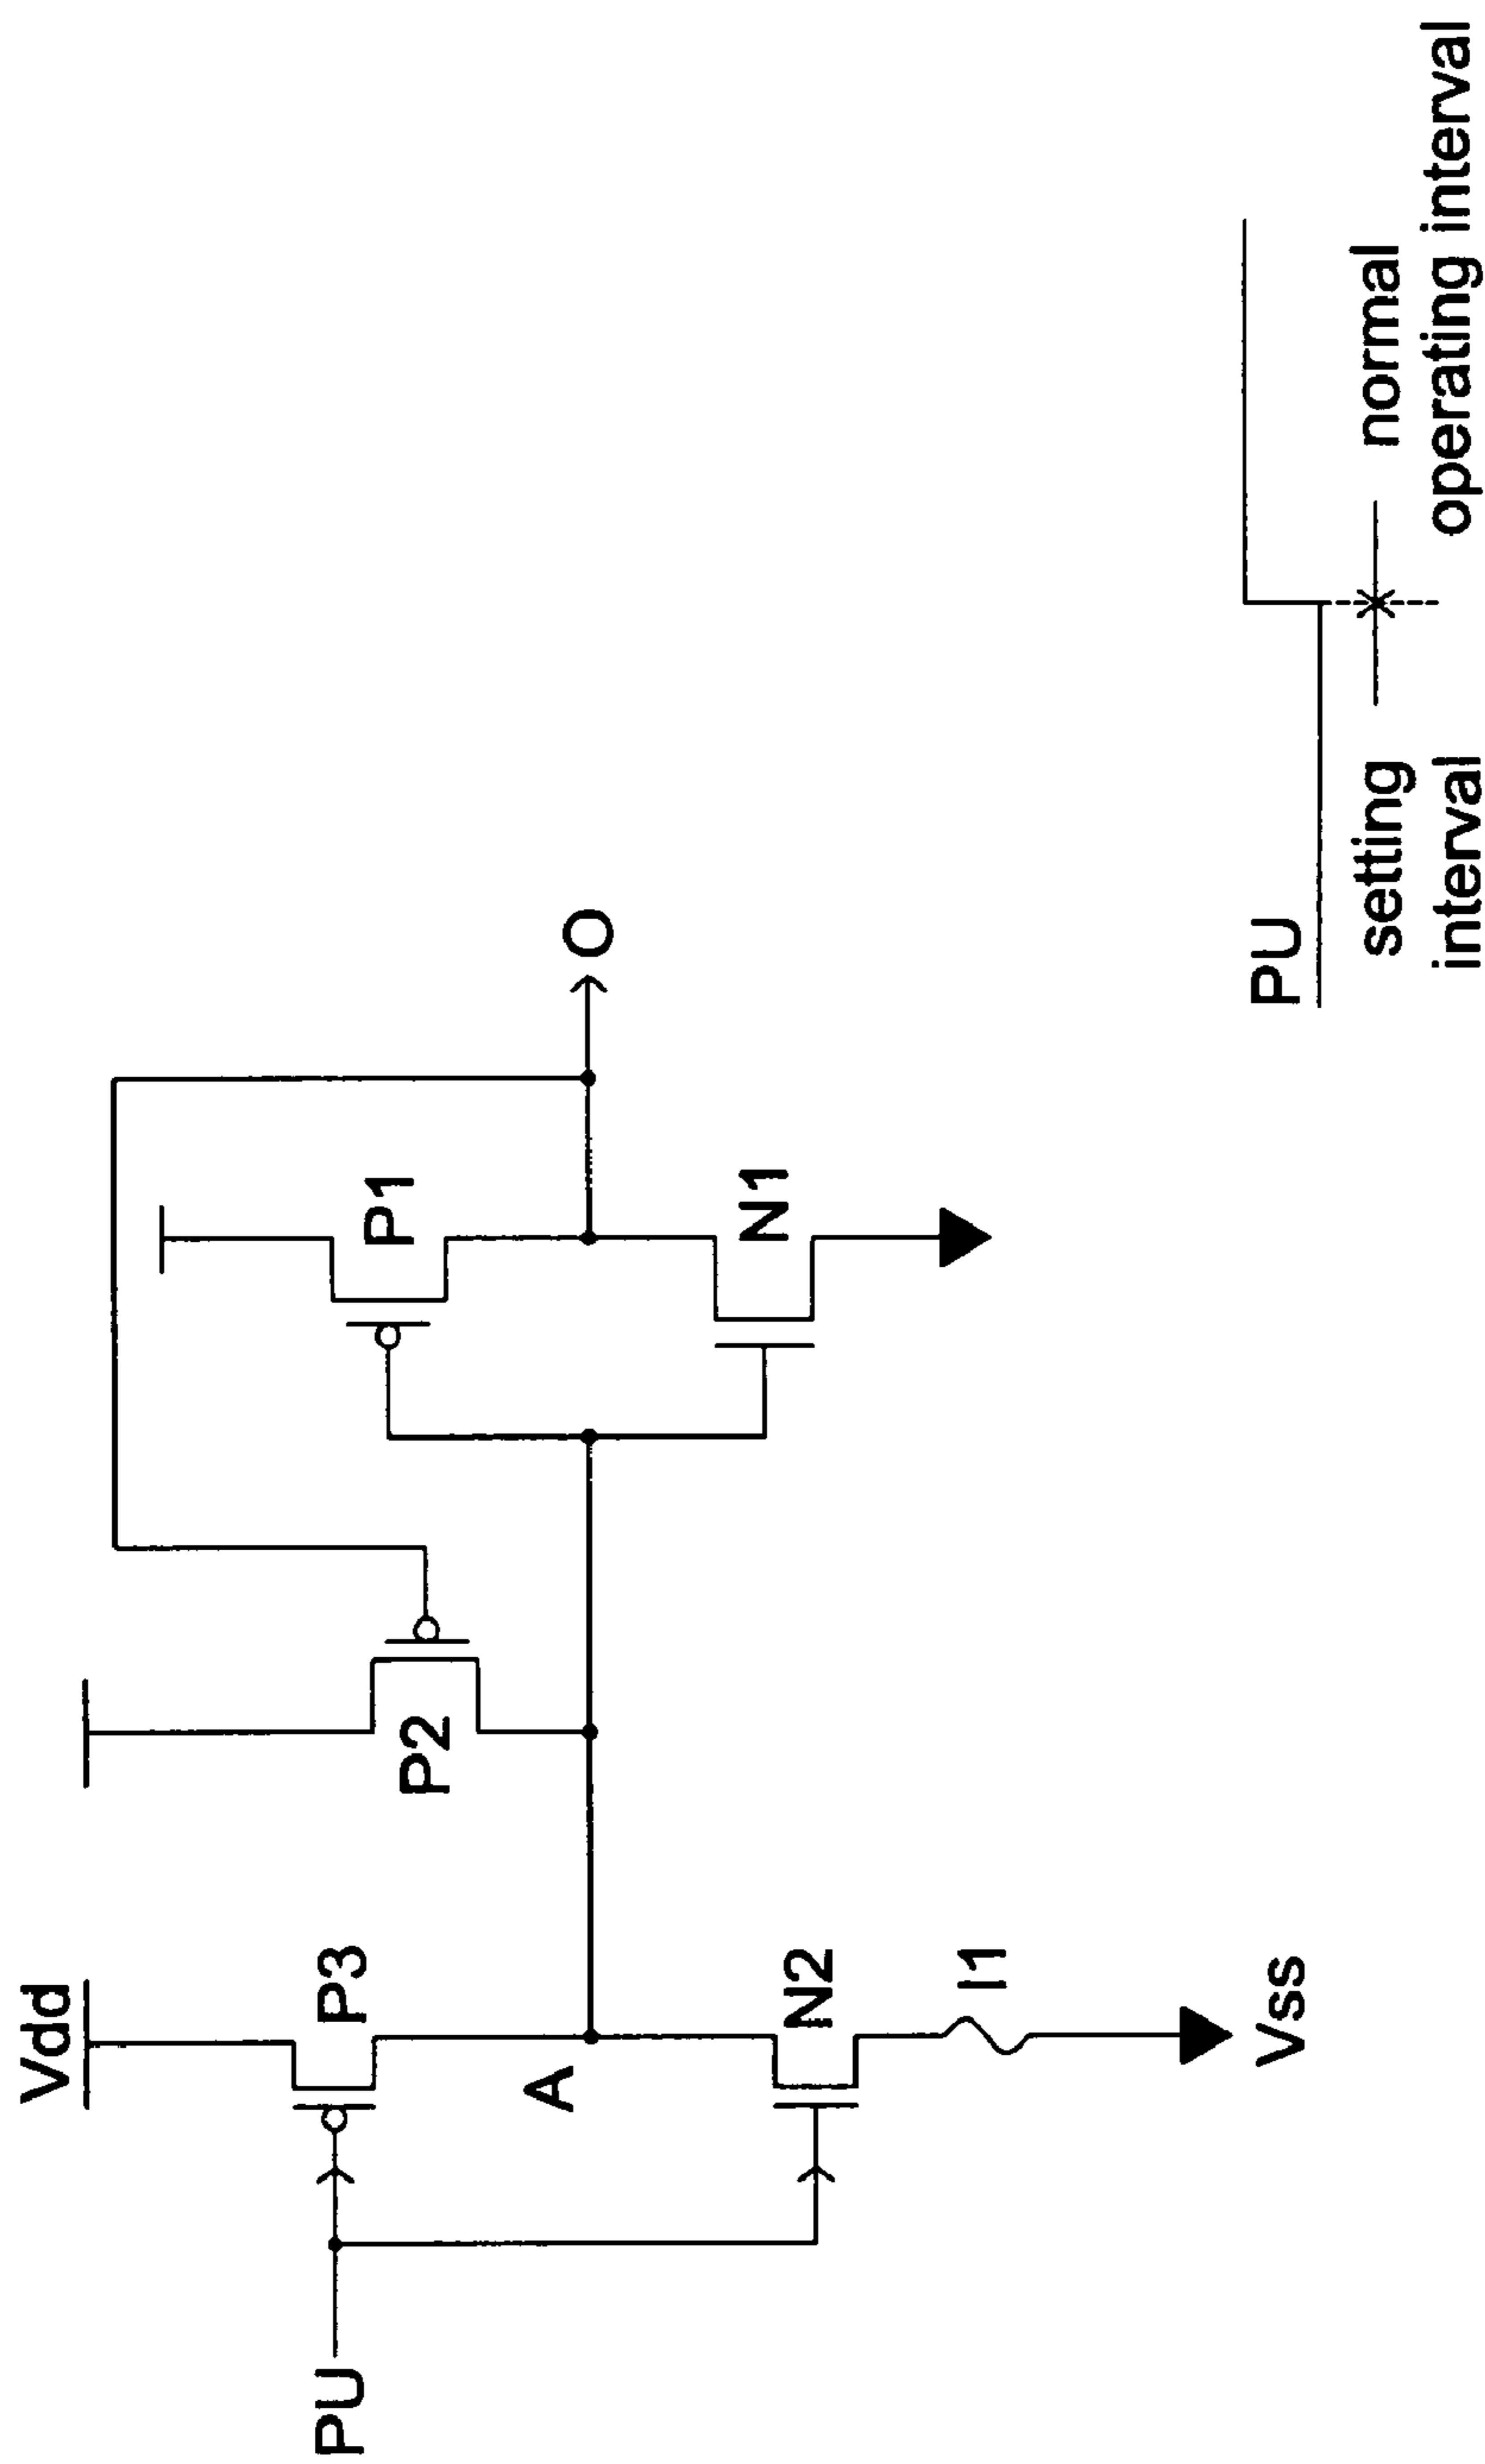 Vdd
PU
P3
A
N2
I1
Vss
P2
P1
N1
O
PU
setting
interval
normal
operating interval